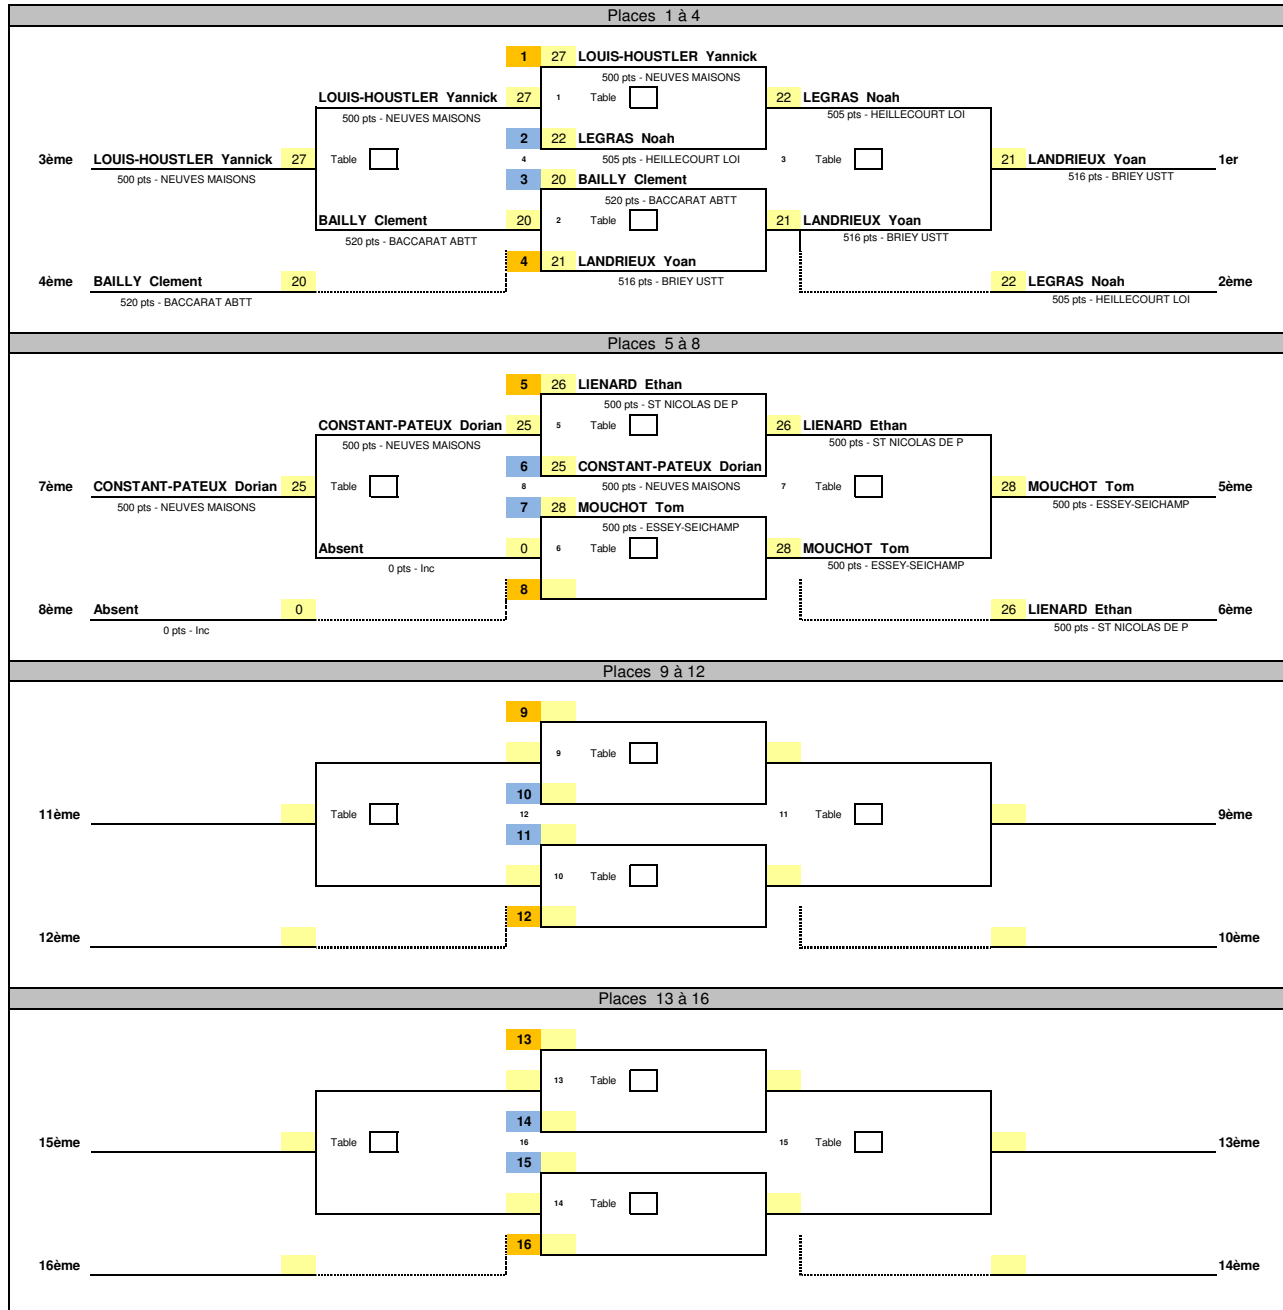 Places 1 à 4
1 27 LOUIS-HOUSTLER Yannick
500 pts - NEUVES MAISONS
LOUIS-HOUSTLER Yannick 27 1 Table 22 LEGRAS Noah
500 pts - NEUVES MAISONS 505 pts - HEILLECOURT LOI
2 22 LEGRAS Noah
3ème LOUIS-HOUSTLER Yannick 27 Table 4 505 pts - HEILLECOURT LOI 3 Table 21 LANDRIEUX Yoan 1er
500 pts - NEUVES MAISONS 3 20 BAILLY Clement 516 pts - BRIEY USTT
520 pts - BACCARAT ABTT
BAILLY Clement 20 2 Table 21 LANDRIEUX Yoan
520 pts - BACCARAT ABTT 516 pts - BRIEY USTT
4 21 LANDRIEUX Yoan
4ème BAILLY Clement 20 516 pts - BRIEY USTT 22 LEGRAS Noah 2ème
520 pts - BACCARAT ABTT 505 pts - HEILLECOURT LOI
Places 5 à 8
5 26 LIENARD Ethan
500 pts - ST NICOLAS DE P
CONSTANT-PATEUX Dorian 25 5 Table 26 LIENARD Ethan
500 pts - NEUVES MAISONS 500 pts - ST NICOLAS DE P
6 25 CONSTANT-PATEUX Dorian
7ème CONSTANT-PATEUX Dorian 25 Table 8 500 pts - NEUVES MAISONS 7 Table 28 MOUCHOT Tom 5ème
500 pts - NEUVES MAISONS 7 28 MOUCHOT Tom 500 pts - ESSEY-SEICHAMP
500 pts - ESSEY-SEICHAMP
Absent 0 6 Table 28 MOUCHOT Tom
0 pts - Inc 500 pts - ESSEY-SEICHAMP
8
8ème Absent 0 26 LIENARD Ethan 6ème
0 pts - Inc 500 pts - ST NICOLAS DE P
Places 9 à 12
9
9 Table
10
11ème Table 12 11 Table 9ème
11
10 Table
12
12ème 10ème
Places 13 à 16
13
13 Table
14
15ème Table 16 15 Table 13ème
15
14 Table
16
16ème 14ème